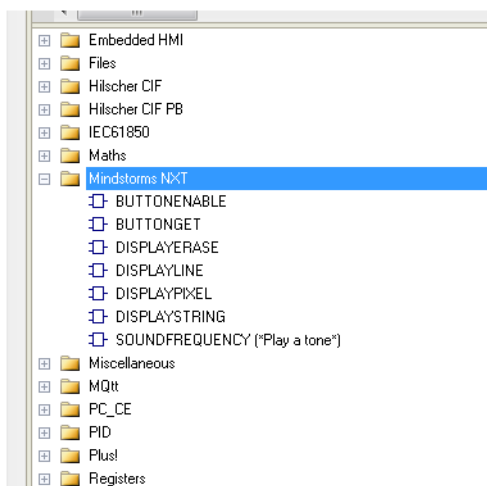 Embedded HMI
Files
Hilscher CIF
Hilscher CIF PB
IEC61850
Maths
Mindstorms NXT
BUTTONENABLE
BUTTONGET
DISPLAYERASE
DISPLAYLINE
DISPLAYPIXEL
DISPLAYSTRING
SOUNDFREQUENCY (*Play a tone*)
Miscellaneous
MQtt
PC_CE
PID
Plus!
Registers